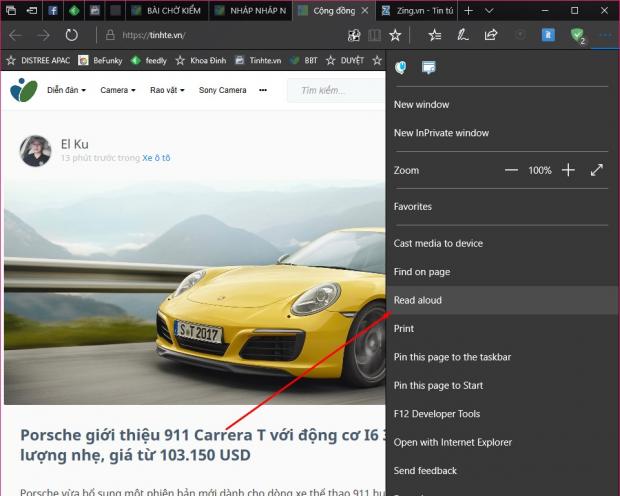 BÀI CHỜ KIỂM
NHÁP NHÁP N
Cộng đồng
Zing.vn - Tin tú
https://tinhte.vn/
2
DISTREE APAC
BeFunky
feedly
Khoa Đinh
Tinhte.vn
BBT
DUYỆT
Diễn đàn
Camera
Rao vặt
Sony Camera
Tìm kiếm...
El Ku
13 phút trước trong Xe ô tô
S·T 2017
Porsche giới thiệu 911 Carrera T với động cơ I6 3
lượng nhẹ, giá từ 103.150 USD
Porsche vừa bổ sung một phiên bản mới dành cho dòng xe thể thao 911
New window
New InPrivate window
Zoom
100%
Favorites
Cast media to device
Find on page
Read aloud
Print
Pin this page to the taskbar
Pin this page to Start
F12 Developer Tools
Open with Internet Explorer
Send feedback